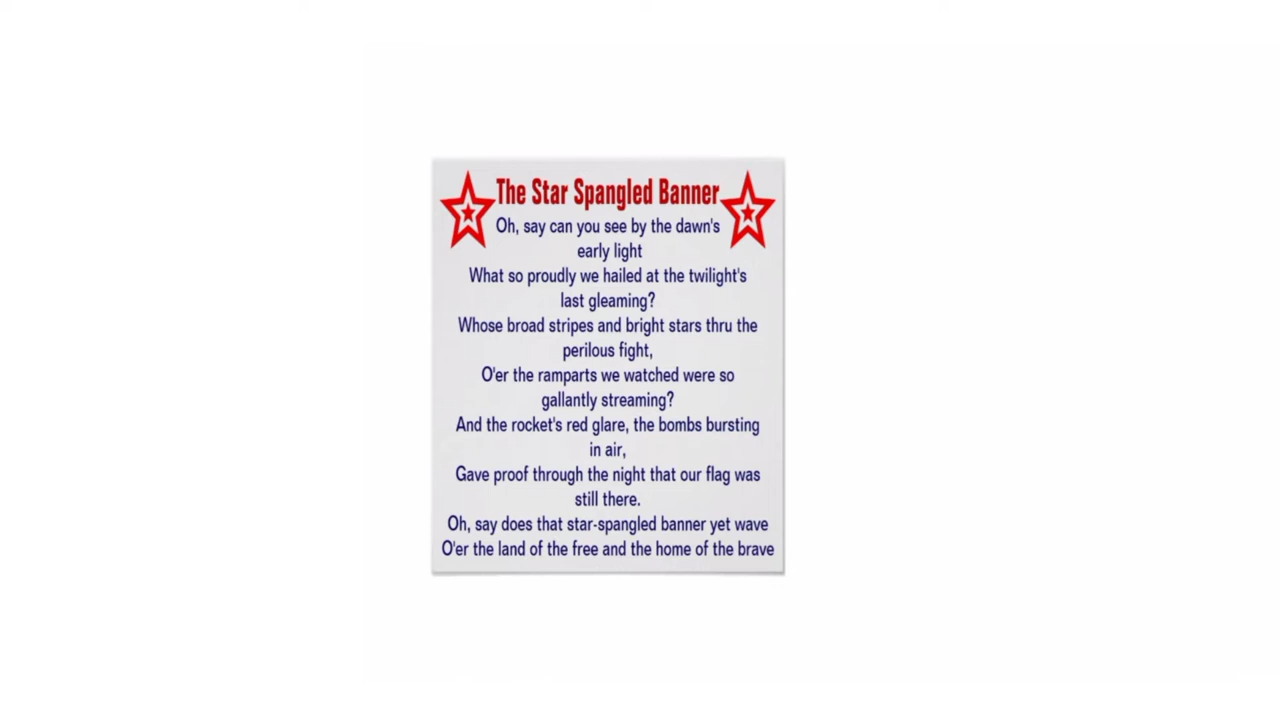 The Star Spangled Banner
Oh, say can you see by the dawn's
early light
What so proudly we hailed at the twilight's
last gleaming?
Whose broad stripes and bright stars thru the
perilous fight,
O'er the ramparts we watched were so
gallantly streaming?
And the rocket's red glare, the bombs bursting
in air,
Gave proof through the night that our flag was
still there.
Oh, say does that star-spangled banner yet wave
O'er the land of the free and the home of the brave